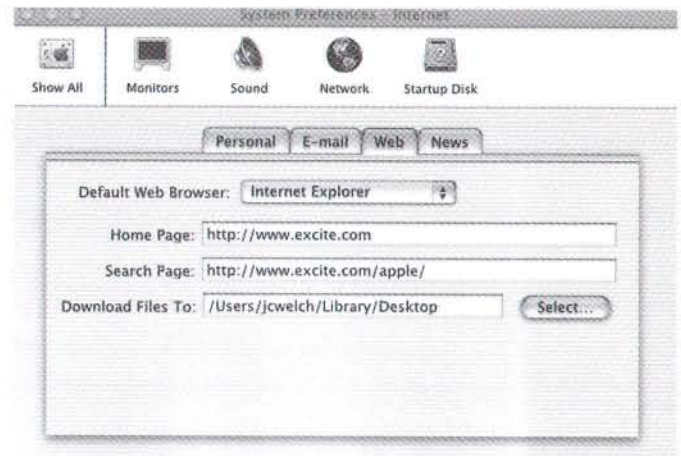 System Preferences - Internet
Show All Monitors Sound Network Startup Disk
Personal E-mail Web News
Default Web Browser: Internet Explorer
Home Page: http://www.excite.com
Search Page: http://www.excite.com/apple/
Download Files To: /Users/jcwelch/Library/Desktop Select...